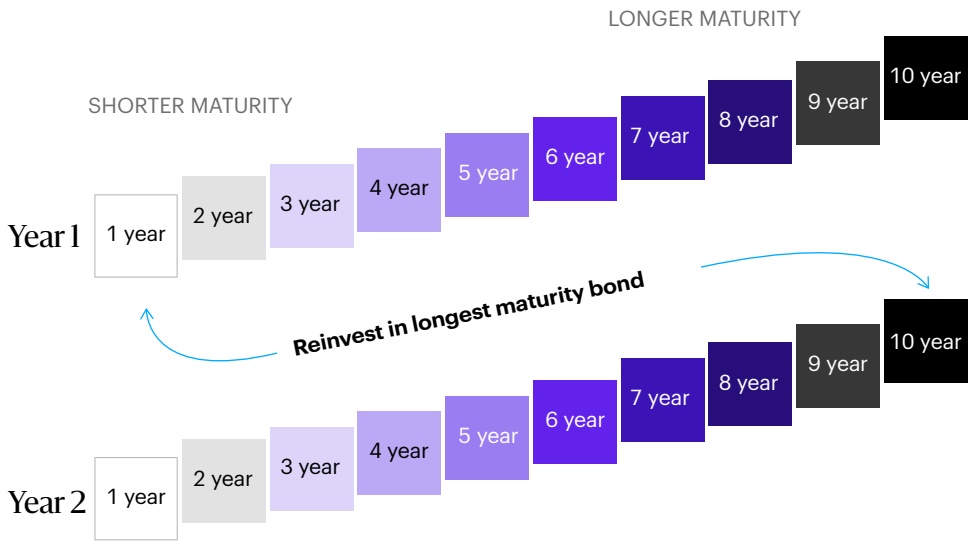 LONGER MATURITY
SHORTER MATURITY
Year 1
1 year
2 year
3 year
4 year
5 year
6 year
7 year
8 year
9 year
10 year
Reinvest in longest maturity bond
Year 2
1 year
2 year
3 year
4 year
5 year
6 year
7 year
8 year
9 year
10 year